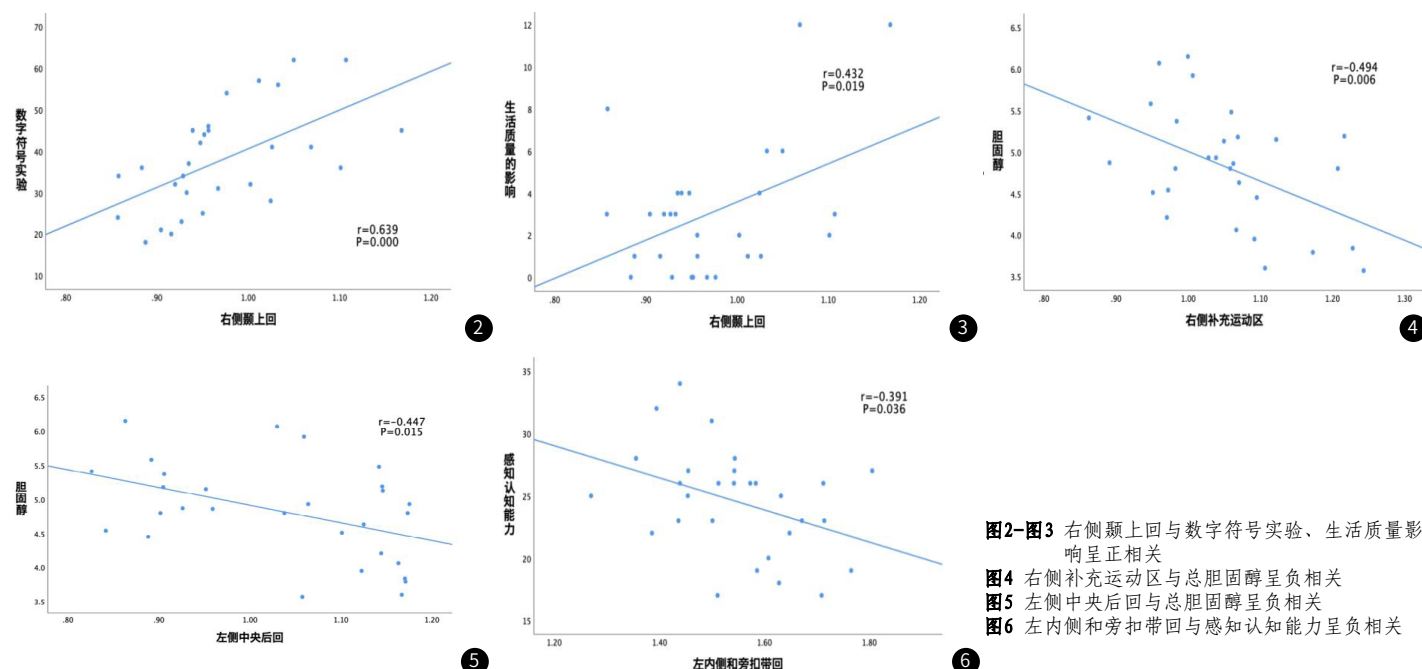 70
60
50
40
30
20
10
数字符号实验
r=0.639
P=0.000
.80 .90 1.00 1.10 1.20
右侧颞上回
2
12
10
8
6
4
2
0
生活质量的影响
r=0.432
P=0.019
.80 .90 1.00 1.10 1.20
右侧颞上回
3
6.5
6.0
5.5
5.0
4.5
4.0
3.5
胆固醇
r=-0.494
P=0.006
.80 .90 1.00 1.10 1.20 1.30
右侧补充运动区
4
6.5
6.0
5.5
5.0
4.5
4.0
3.5
胆固醇
r=-0.447
P=0.015
.80 .90 1.00 1.10 1.20
左侧中央后回
5
35
30
25
20
15
感知认知能力
r=-0.391
P=0.036
1.20 1.40 1.60 1.80
左内侧和旁扣带回
6
图2-图3 右侧颞上回与数字符号实验、生活质量影
响呈正相关
图4 右侧补充运动区与总胆固醇呈负相关
图5 左侧中央后回与总胆固醇呈负相关
图6 左内侧和旁扣带回与感知认知能力呈负相关